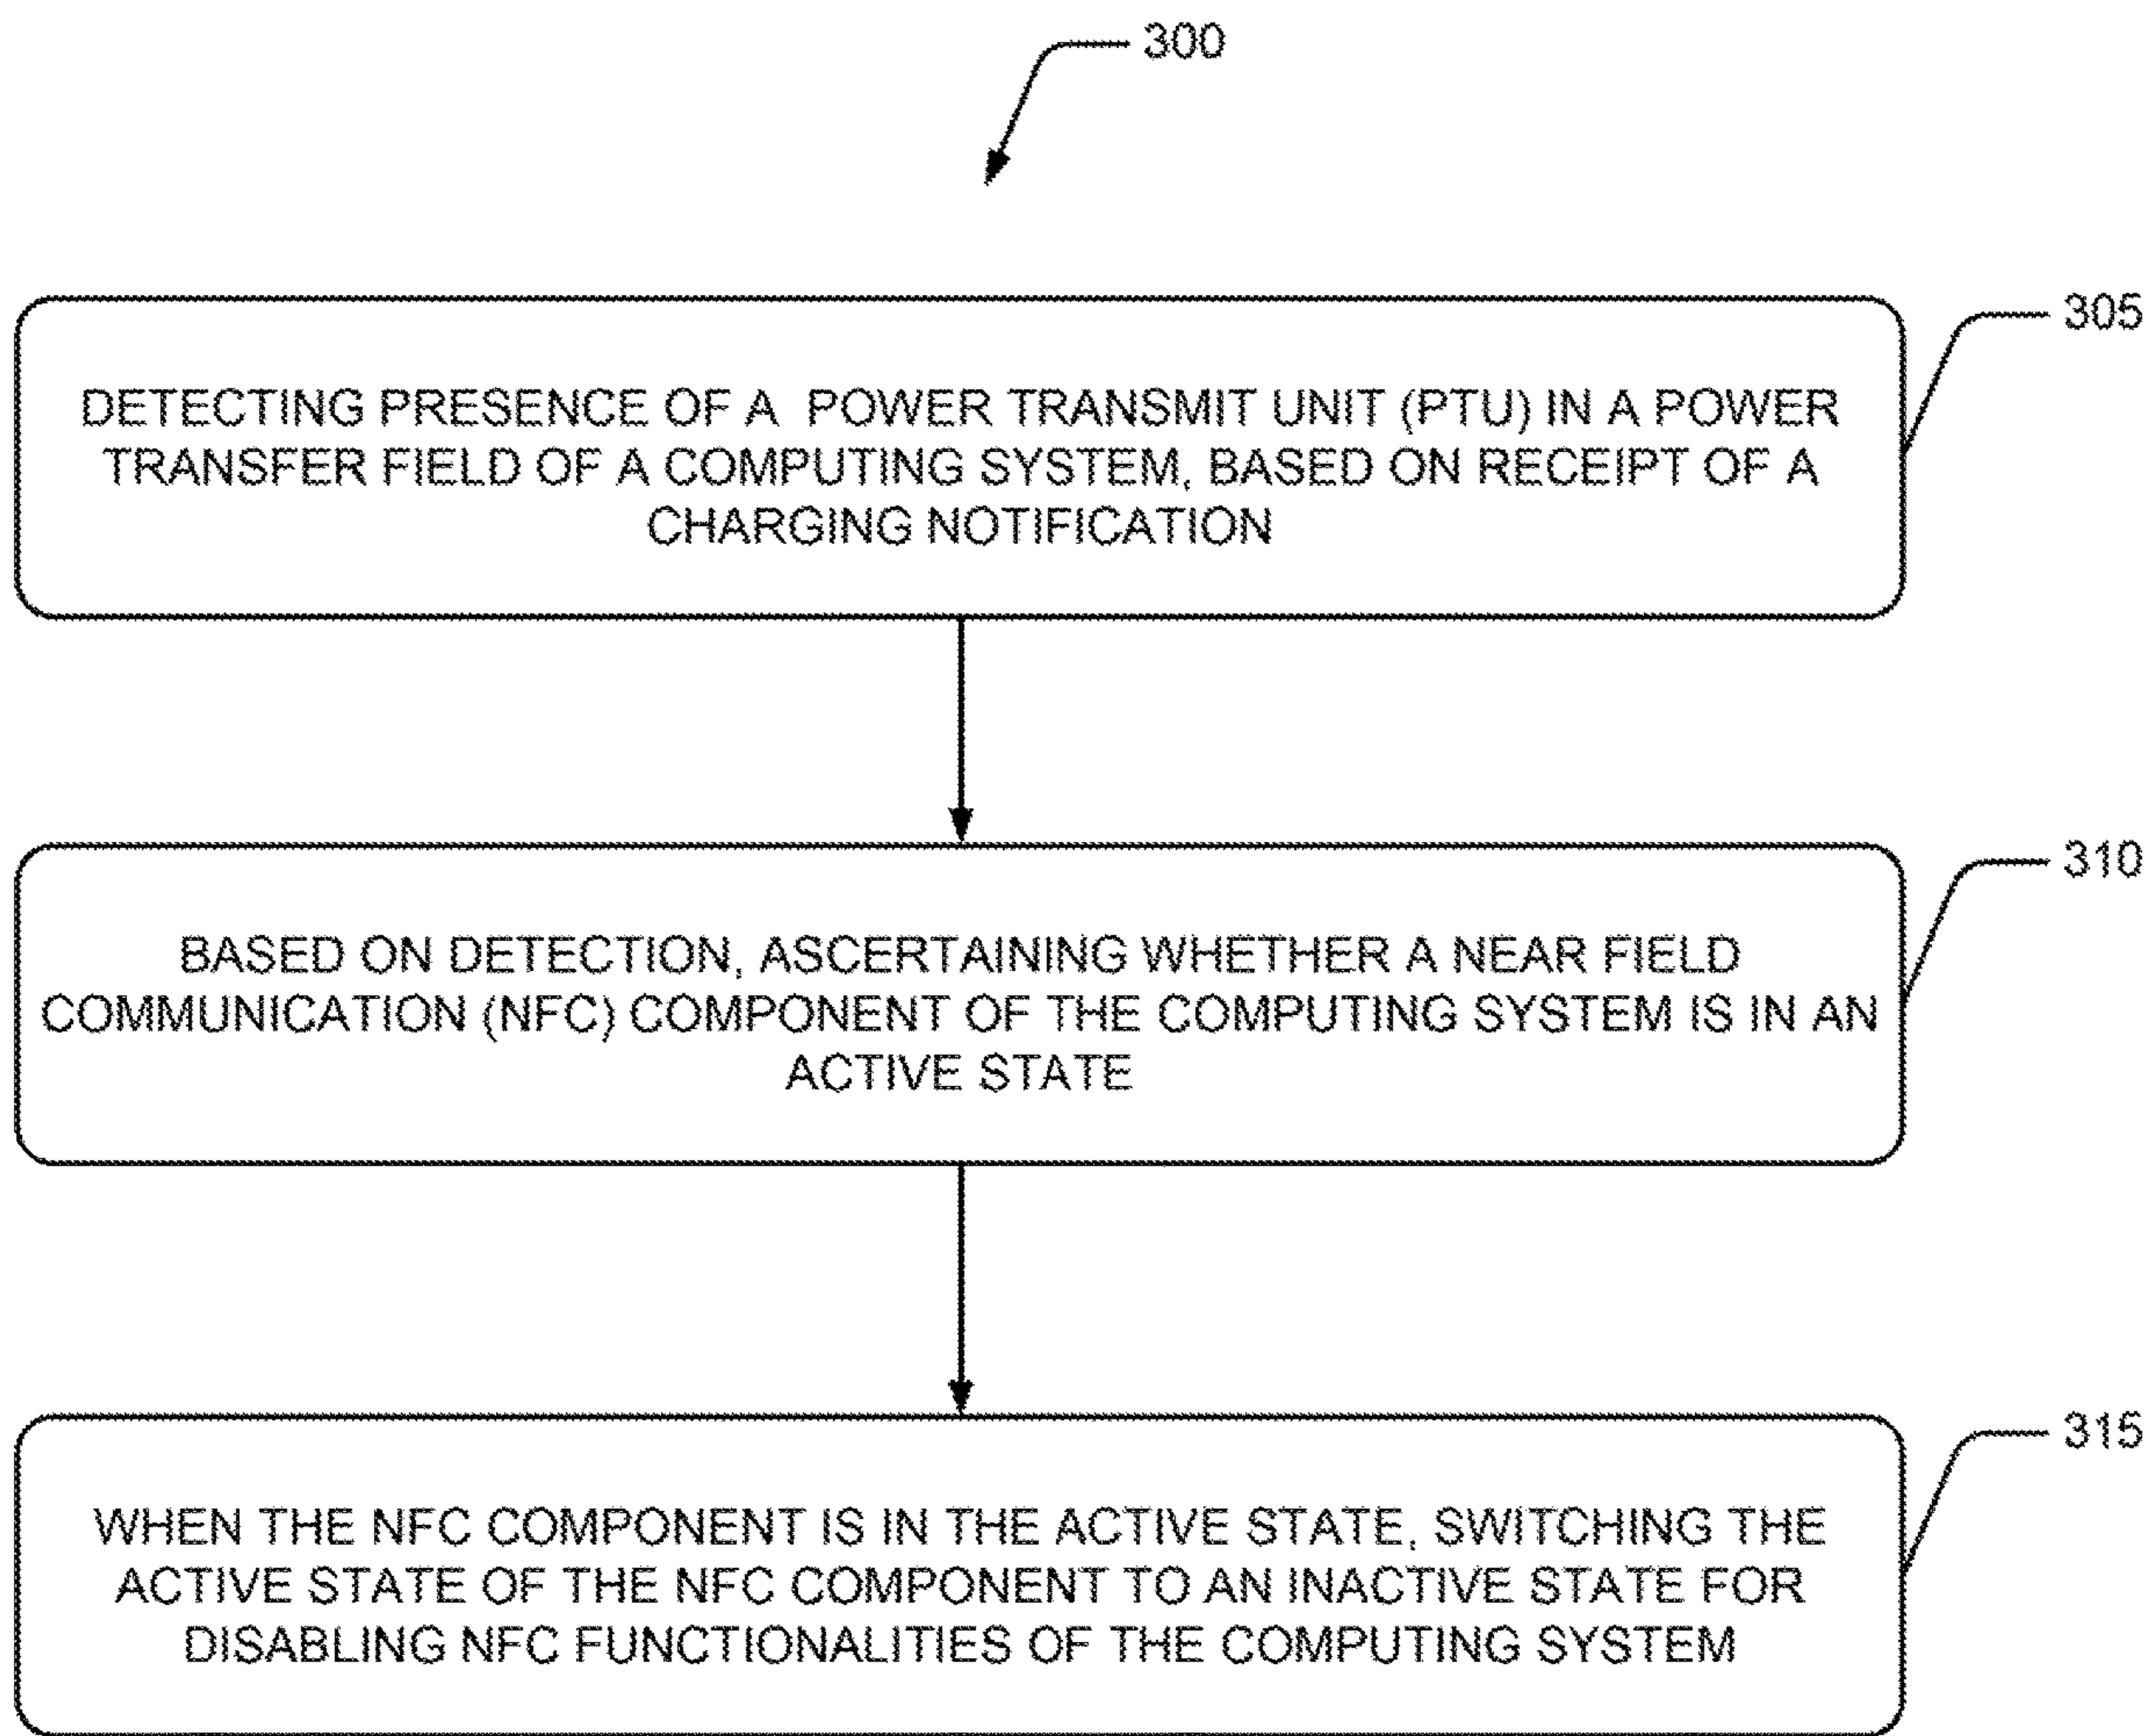 300
305
DETECTING PRESENCE OF A POWER TRANSMIT UNIT (PTU) IN A POWER
TRANSFER FIELD OF A COMPUTING SYSTEM, BASED ON RECEIPT OF A
CHARGING NOTIFICATION
310
BASED ON DETECTION, ASCERTAINING WHETHER A NEAR FIELD
COMMUNICATION (NFC) COMPONENT OF THE COMPUTING SYSTEM IS IN AN
ACTIVE STATE
315
WHEN THE NFC COMPONENT IS IN THE ACTIVE STATE, SWITCHING THE
ACTIVE STATE OF THE NFC COMPONENT TO AN INACTIVE STATE FOR
DISABLING NFC FUNCTIONALITIES OF THE COMPUTING SYSTEM